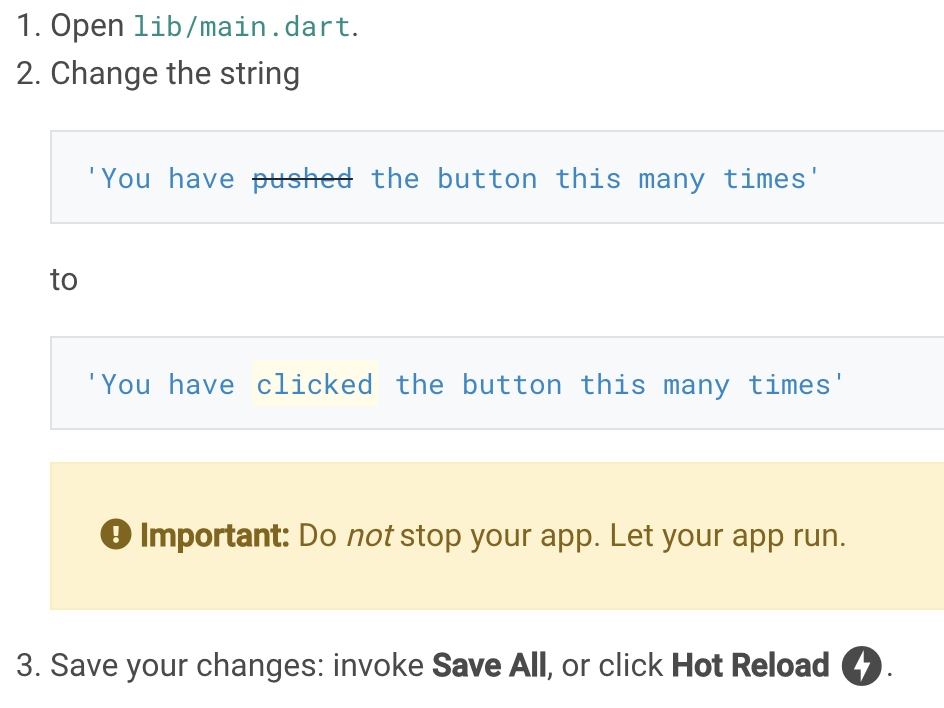 1. Open lib/main.dart.
2. Change the string
'You have pushed the button this many times'
to
'You have clicked the button this many times'
Important: Do not stop your app. Let your app run.
3. Save your changes: invoke Save All, or click Hot Reload .